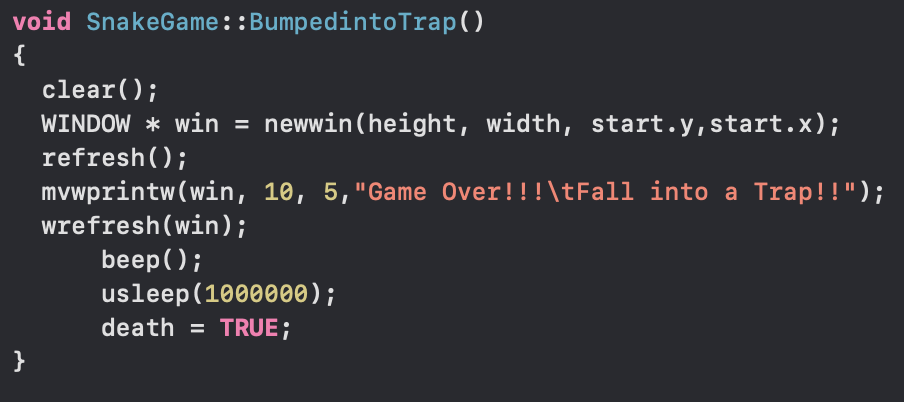 void SnakeGame::BumpedintoTrap()
{
  clear();
  WINDOW * win = newwin(height, width, start.y,start.x);
  refresh();
  mvwprintw(win, 10, 5,"Game Over!!!\tFall into a Trap!!");
  wrefresh(win);
      beep();
      usleep(1000000);
      death = TRUE;
}